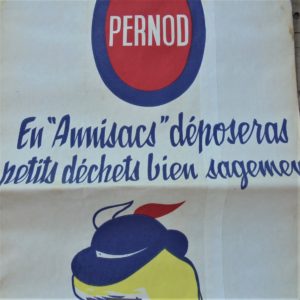 PERNOD
En "Annisacs" déposeras
petits déchets bien sagemen